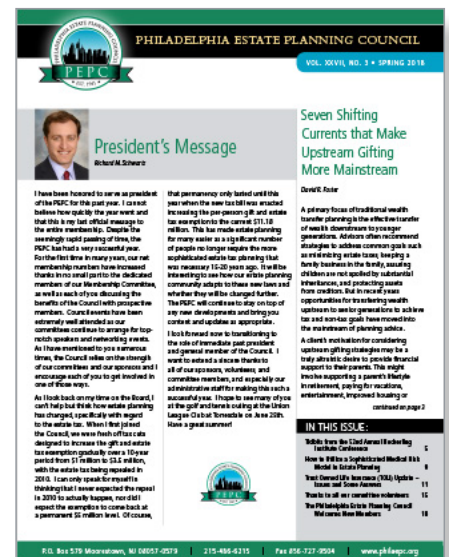 PHILADELPHIA ESTATE PLANNING COUNCIL
PHILADELPHIA ESTATE PLANNING COUNCIL
PEPC
VOL. XXVII, NO. 3 • SPRING 2018
President's Message
Richard M. Schwartz
I have been honored to serve as president
of the PEPC for this past year. I cannot
believe how quickly the year went and
that this is my last official message to
the entire membership. Despite the
seemingly rapid passing of time, the
PEPC has had a very successful year.
For the first time in many years, our net
membership numbers have increased
thanks in no small part to the dedicated
members of our Membership Committee,
as well as each of you discussing the
benefits of the Council with prospective
members. Council events have been
extremely well attended as our
committees continue to arrange for top-
notch speakers and networking events.
As I have mentioned to you numerous
times, the Council relies on the strength
of our committees and our sponsors and I
encourage each of you to get involved in
one of those ways.
As I look back on my time on the Board, I
can't help but think how estate planning
has changed, specifically with regard
to the estate tax. When I first joined
the Council, we were fresh off tax cuts
designed to increase the gift and estate
tax exemption gradually over a 10-year
period from $1 million to $3.5 million,
with the estate tax being repealed in
2010. I can only speak for myself in
thinking that I never expected the repeal
in 2010 to actually happen, nor did I
expect the exemption to come back at
a permanent $5 million level. Of course,
that permanency only lasted until this
year when the new tax bill was enacted
increasing the per-person gift and estate
tax exemption to the current $11.18
million. This has made estate planning
for many easier as a significant number
of people no longer require the more
sophisticated estate tax planning that
was necessary 15-20 years ago. It will be
interesting to see how our estate planning
community adapts to these new laws and
whether they will be changed further.
The PEPC will continue to stay on top of
any new developments and bring you
content and updates as appropriate.
I look forward now to transitioning to
the role of immediate past president
and general member of the Council. I
want to extend a sincere thanks to
all of our sponsors, volunteers, and
committee members, and especially our
administrative staff for making this such a
successful year. I hope to see many of you
at the golf and tennis outing at the Union
League Club at Torresdale on June 25th.
Have a great summer!
PEPC
Seven Shifting
Currents that Make
Upstream Gifting
More Mainstream
David R. Foster
A primary focus of traditional wealth
transfer planning is the effective transfer
of wealth downstream to younger
generations. Advisors often recommend
strategies to address common goals such
as minimizing estate taxes, keeping a
family business in the family, assuring
children are not spoiled by substantial
inheritances, and protecting assets
from creditors. But in recent years
opportunities for transferring wealth
upstream to senior generations to achieve
tax and non-tax goals have moved into
the mainstream of planning advice.
A client's motivation for considering
upstream gifting strategies may be a
truly altruistic desire to provide financial
support to their parents. This might
involve supporting a parent's lifestyle
in retirement, paying for vacations,
entertainment, improved housing or
continued on page 3
IN THIS ISSUE:
Tidbits from the 52nd Annual Heckerling
Institute Conference 5
How to Utilize a Sophisticated Medical Risk
Model in Estate Planning 8
Trust Owned Life Insurance (TOLI) Update –
Issues and Some Answers 11
Thanks to all our committee volunteers 15
The Philadelphia Estate Planning Council
Welcomes New Members 18
P.O. Box 579 Moorestown, NJ 08057-0579 | 215-486-6215 | Fax 856-727-9504 | www.philaepc.org